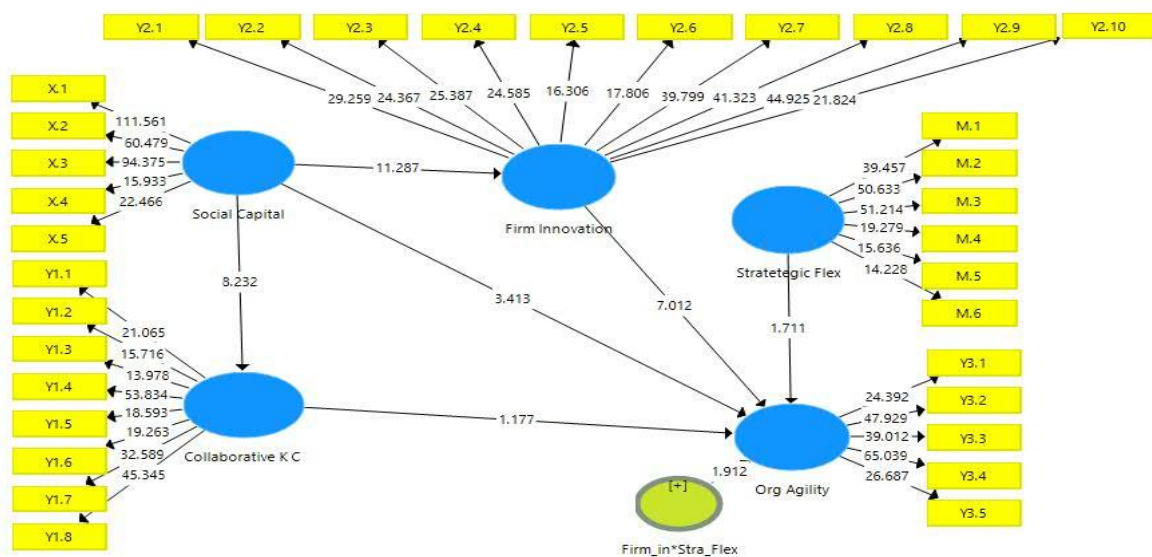 Y2.1 Y2.2 Y2.3 Y2.4 Y2.5 Y2.6 Y2.7 Y2.8 Y2.9 Y2.10
29.259 24.367 25.387 24.585 16.306 17.806 39.799 41.323 44.925 21.824
X.1
X.2
X.3
X.4
X.5
111.561
60.479
94.375
15.933
22.466
Social Capital
11.287
Firm Innovation
M.1
M.2
M.3
M.4
M.5
M.6
39.457
50.633
51.214
19.279
15.636
14.228
Stratetegic Flex
8.232
3.413
7.012
1.711
Y1.1
Y1.2
Y1.3
Y1.4
Y1.5
Y1.6
Y1.7
Y1.8
21.065
15.716
13.978
53.834
18.593
19.263
32.589
45.345
Collaborative K C
1.177
Y3.1
Y3.2
Y3.3
Y3.4
Y3.5
24.392
47.929
39.012
65.039
26.687
Org Agility
1.912
[+]
Firm_in*Stra_Flex